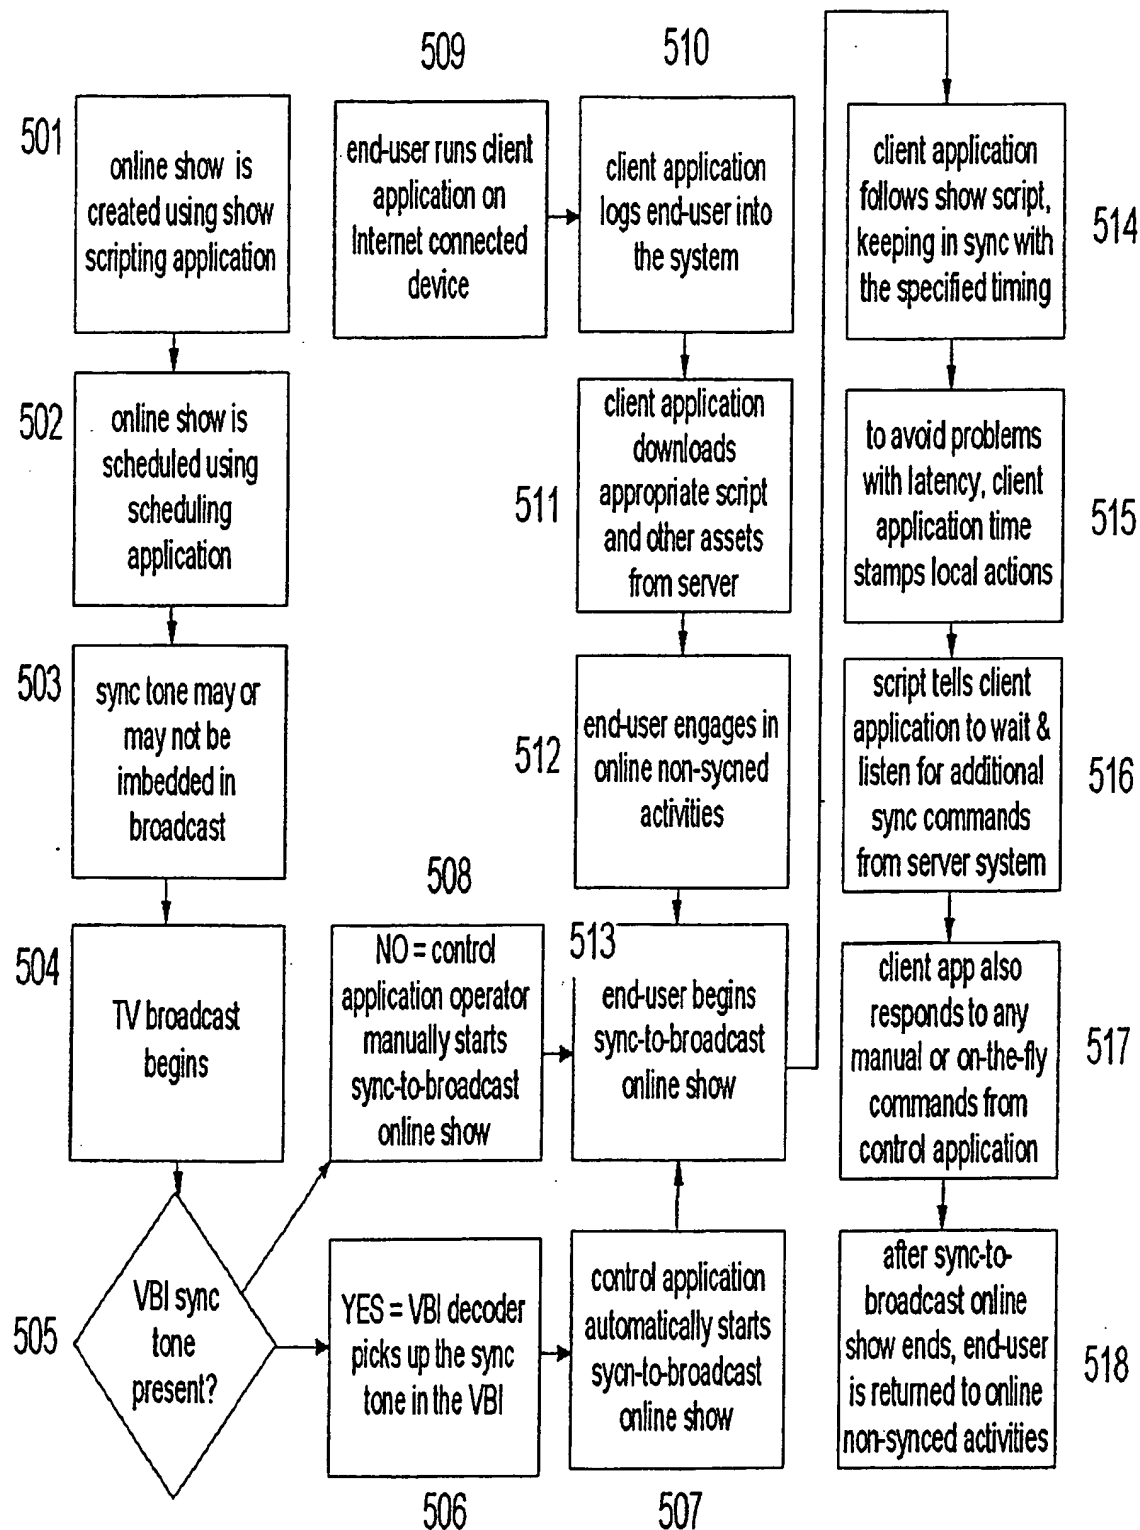 501
online show is
created using show
scripting application
502
online show is
scheduled using
scheduling
application
503
sync tone may or
may not be
imbedded in
broadcast
504
TV broadcast
begins
505
VBI sync
tone
present?
506
YES = VBI decoder
picks up the sync
tone in the VBI
507
control application
automatically starts
sycn-to-broadcast
online show
508
NO = control
application operator
manually starts
sync-to-broadcast
online show
509
end-user runs client
application on
Internet connected
device
510
client application
logs end-user into
the system
511
client application
downloads
appropriate script
and other assets
from server
512
end-user engages in
online non-sycned
activities
513
end-user begins
sync-to-broadcast
online show
514
client application
follows show script,
keeping in sync with
the specified timing
515
to avoid problems
with latency, client
application time
stamps local actions
516
script tells client
application to wait &
listen for additional
sync commands
from server system
517
client app also
responds to any
manual or on-the-fly
commands from
control application
518
after sync-to-
broadcast online
show ends, end-user
is returned to online
non-synced activities